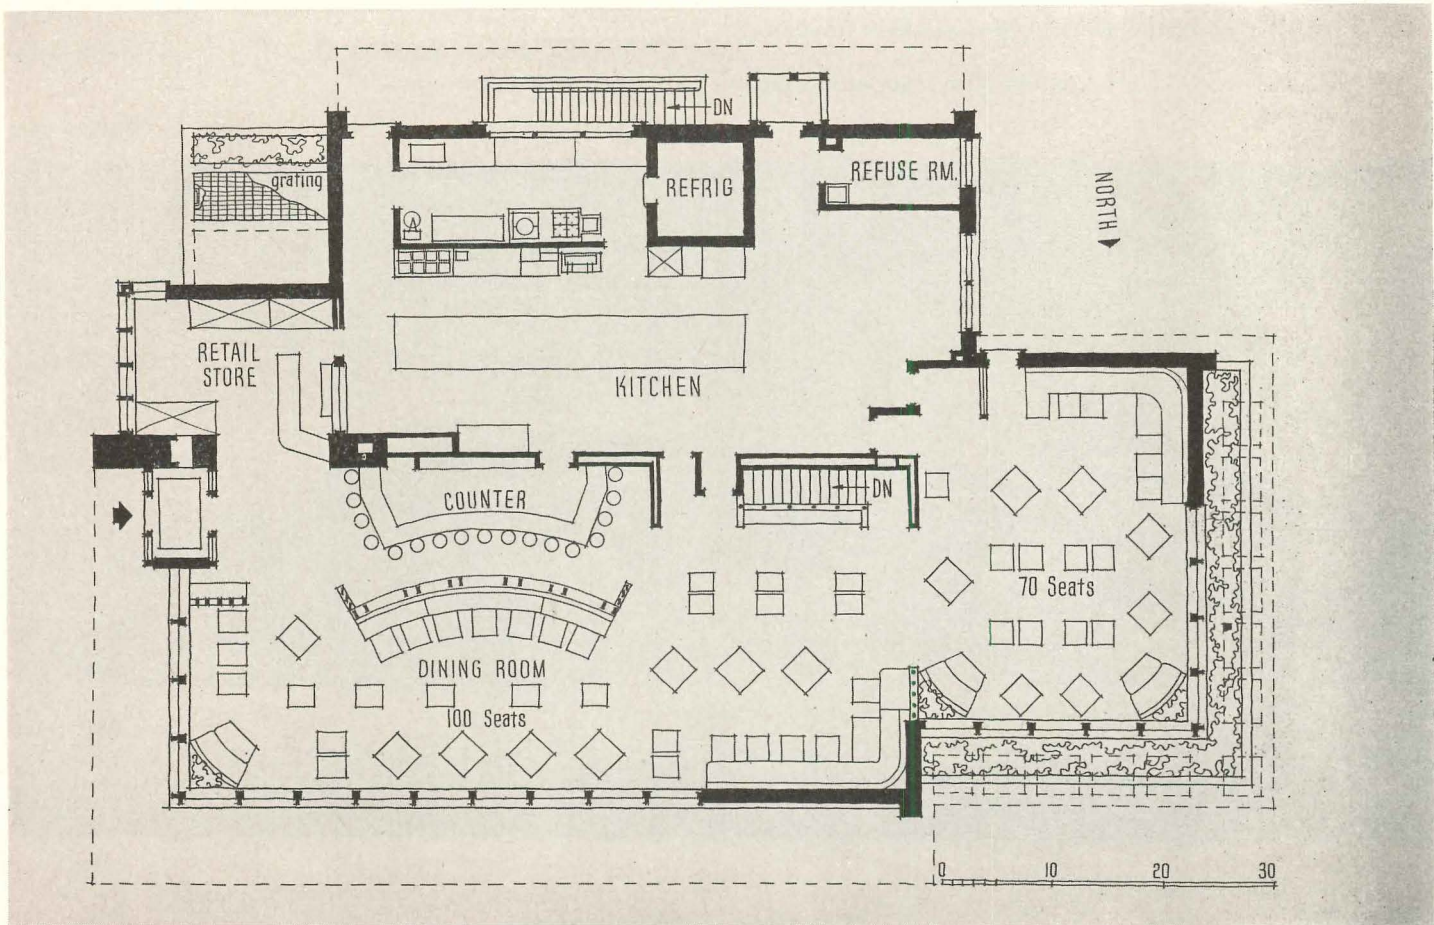 DN
REFUSE RM.
grating
REFRIG
NORTH
RETAIL
STORE
KITCHEN
COUNTER
DN
70 Seats
DINING ROOM
100 Seats
0 10 20 30